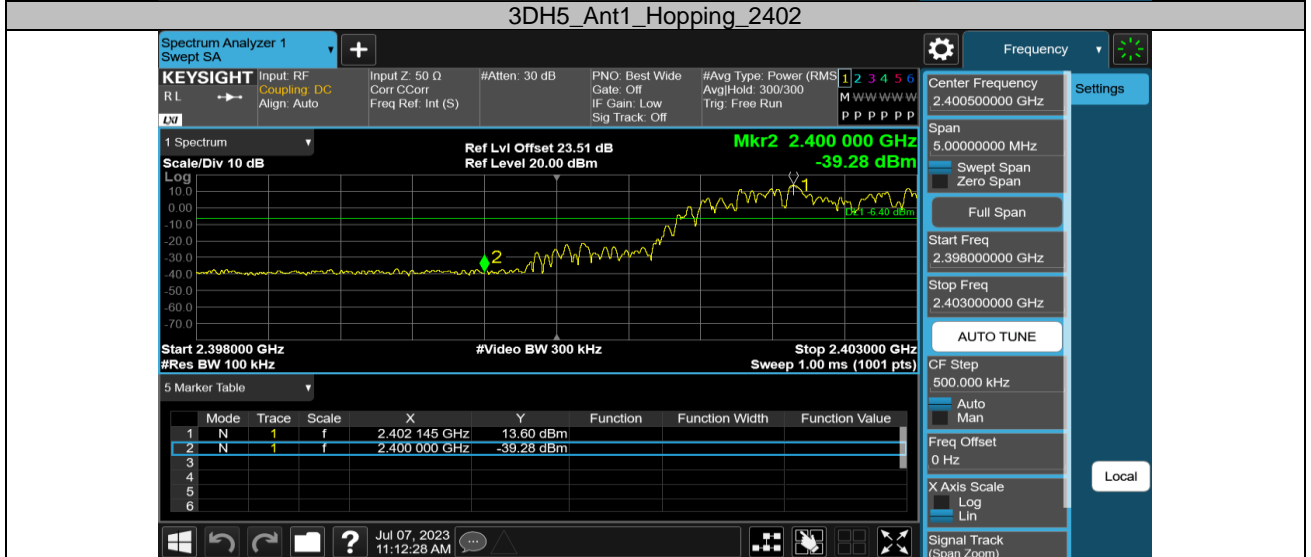 3DH5_Ant1_Hopping_2402
Spectrum Analyzer 1
Swept SA
Frequency
KEYSIGHT
RL
LXI
Input: RF
Coupling: DC
Align: Auto
Input Z: 50 Ω
Corr CCorr
Freq Ref: Int (S)
#Atten: 30 dB
PNO: Best Wide
Gate: Off
IF Gain: Low
Sig Track: Off
#Avg Type: Power (RMS
Avg|Hold: 300/300
Trig: Free Run
1 2 3 4 5 6
M W W W W W
P P P P P P
1 Spectrum
Scale/Div 10 dB
Ref Lvl Offset 23.51 dB
Ref Level 20.00 dBm
Mkr2 2.400 000 GHz
-39.28 dBm
Log
10.0
0.00
-10.0
-20.0
-30.0
-40.0
-50.0
-60.0
-70.0
1
2
DL1 -6.40 dBm
Start 2.398000 GHz
#Res BW 100 kHz
#Video BW 300 kHz
Stop 2.403000 GHz
Sweep 1.00 ms (1001 pts)
5 Marker Table
Mode Trace Scale X Y Function Function Width Function Value
1 N 1 f 2.402 145 GHz 13.60 dBm
2 N 1 f 2.400 000 GHz -39.28 dBm
3
4
5
6
Jul 07, 2023
11:12:28 AM
Center Frequency
2.400500000 GHz
Span
5.00000000 MHz
Swept Span
Zero Span
Full Span
Start Freq
2.398000000 GHz
Stop Freq
2.403000000 GHz
AUTO TUNE
CF Step
500.000 kHz
Auto
Man
Freq Offset
0 Hz
X Axis Scale
Log
Lin
Signal Track
(Span Zoom)
Settings
Local